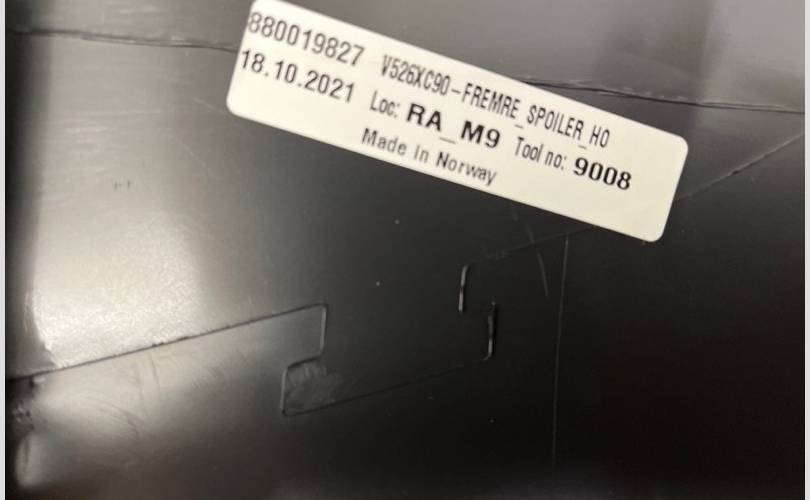 880019827 V526XC90-FREMRE_SPOILER_HO
18.10.2021 Loc: RA_M9 Tool no: 9008
Made In Norway